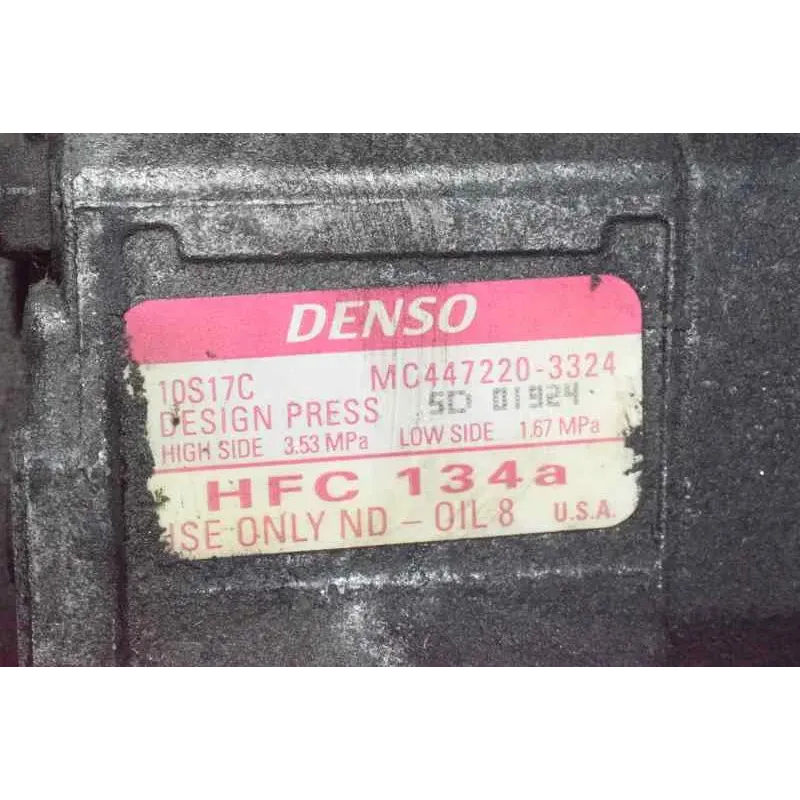 DENSO
10S17C MC447220-3324
DESIGN PRESS 5D 01924
HIGH SIDE 3.53 MPa LOW SIDE 1.67 MPa
HFC 134a
USE ONLY ND - OIL 8 U.S.A.